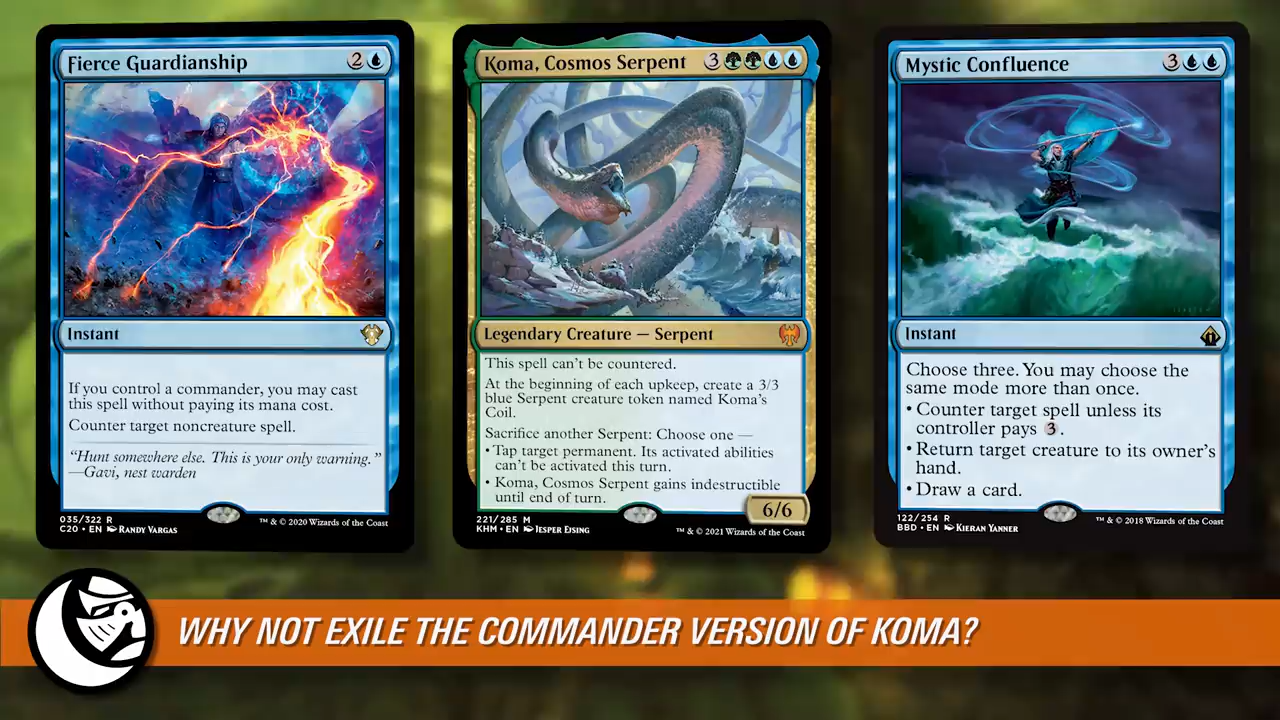 Fierce Guardianship 2
Instant
If you control a commander, you may cast
this spell without paying its mana cost.
Counter target noncreature spell.
“Hunt somewhere else. This is your only warning.”
—Gavi, nest warden
035/322 R
C20 • EN RANDY VARGAS
™ & © 2020 Wizards of the Coast
Koma, Cosmos Serpent 3
Legendary Creature — Serpent
This spell can't be countered.
At the beginning of each upkeep, create a 3/3
blue Serpent creature token named Koma's
Coil.
Sacrifice another Serpent: Choose one —
• Tap target permanent. Its activated abilities
can't be activated this turn.
• Koma, Cosmos Serpent gains indestructible
until end of turn.
6/6
221/285 M
KHM • EN JESPER EJSING
™ & © 2021 Wizards of the Coast
Mystic Confluence 3
Instant
Choose three. You may choose the
same mode more than once.
• Counter target spell unless its
controller pays 3.
• Return target creature to its owner's
hand.
• Draw a card.
122/254 R
BBD • EN KIERAN YANNER
™ & © 2018 Wizards of the Coast
WHY NOT EXILE THE COMMANDER VERSION OF KOMA?